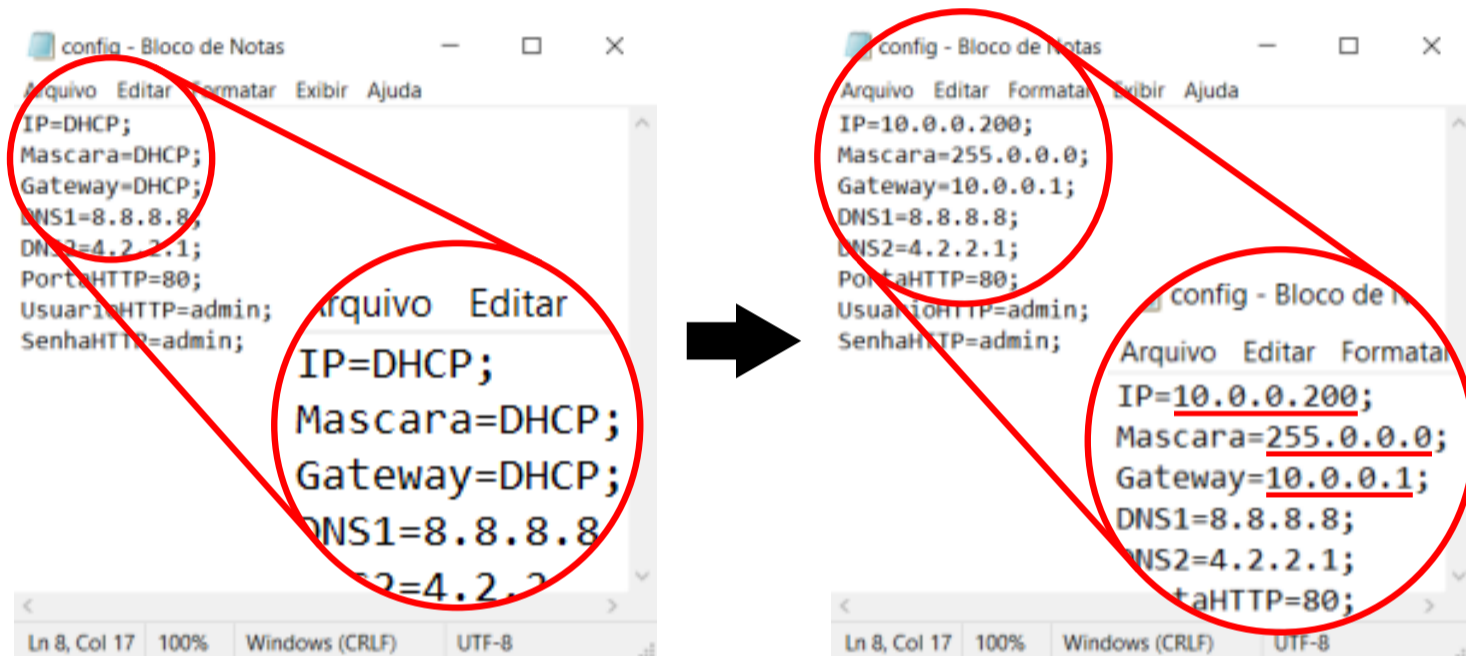 config - Bloco de Notas
Arquivo Editar Formatar Exibir Ajuda
IP=DHCP;
Mascara=DHCP;
Gateway=DHCP;
DNS1=8.8.8.8;
DNS2=4.2.2.1;
PortaHTTP=80;
UsuarioHTTP=admin;
SenhaHTTP=admin;
Arquivo Editar
IP=DHCP;
Mascara=DHCP;
Gateway=DHCP;
DNS1=8.8.8.8
2=4.2.2
Ln 8, Col 17 100% Windows (CRLF) UTF-8
config - Bloco de Notas
Arquivo Editar Formatar Exibir Ajuda
IP=10.0.0.200;
Mascara=255.0.0.0;
Gateway=10.0.0.1;
DNS1=8.8.8.8;
DNS2=4.2.2.1;
PortaHTTP=80;
UsuarioHTTP=admin;
SenhaHTTP=admin;
config - Bloco de N
Arquivo Editar Formatar
IP=10.0.0.200;
Mascara=255.0.0.0;
Gateway=10.0.0.1;
DNS1=8.8.8.8;
DNS2=4.2.2.1;
taHTTP=80;
Ln 8, Col 17 100% Windows (CRLF) UTF-8